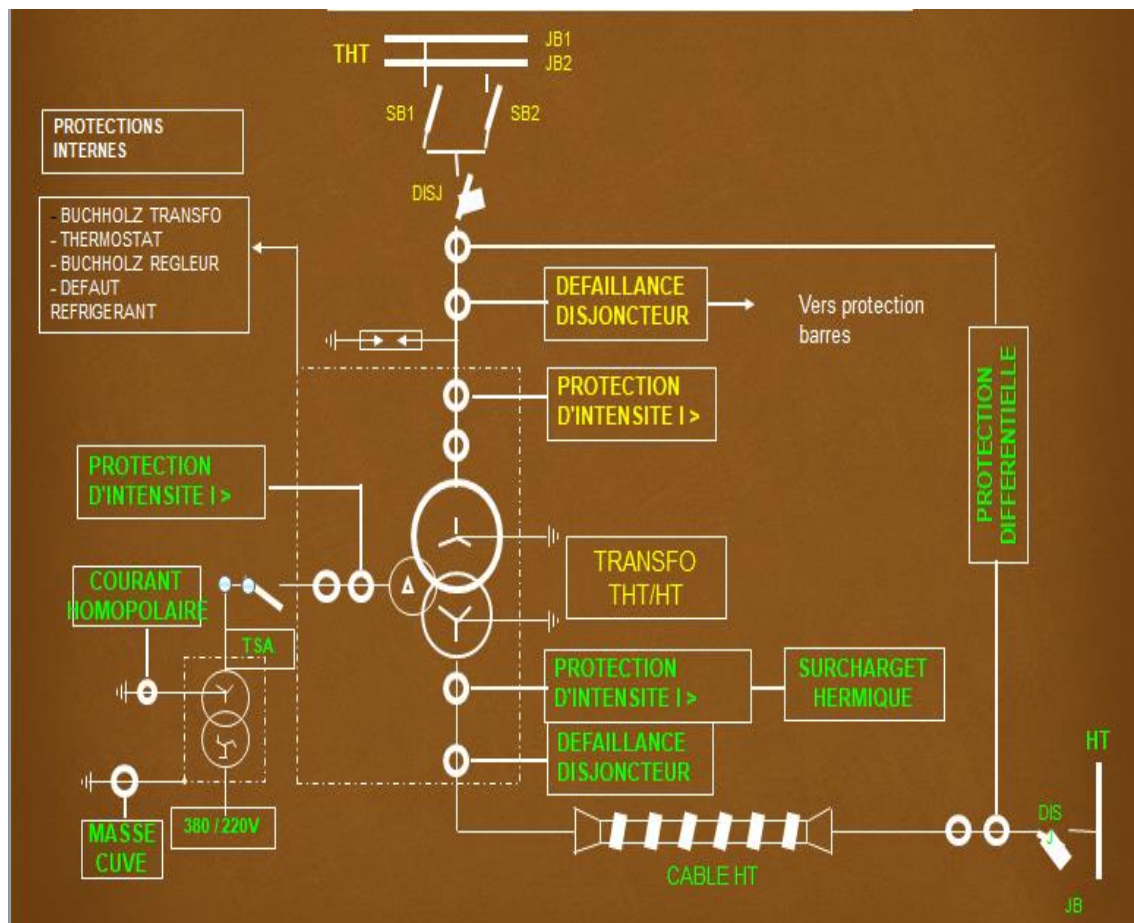 THT
JB1
JB2
SB1
SB2
PROTECTIONS
INTERNES
DISJ
- BUCHHOLZ TRANSFO
- THERMOSTAT
- BUCHHOLZ REGLEUR
- DEFAUT
REFRIGERANT
DEFAILLANCE
DISJONCTEUR
Vers protection
barres
PROTECTION
D'INTENSITE I >
PROTECTION
DIFFERENTIELLE
PROTECTION
D'INTENSITE I >
TRANSFO
THT/HT
COURANT
HOMOPOLAIRE
TSA
PROTECTION
D'INTENSITE I >
SURCHARGET
HERMIQUE
DEFAILLANCE
DISJONCTEUR
HT
MASSE
CUVE
380 / 220V
CABLE HT
DIS
J
JB